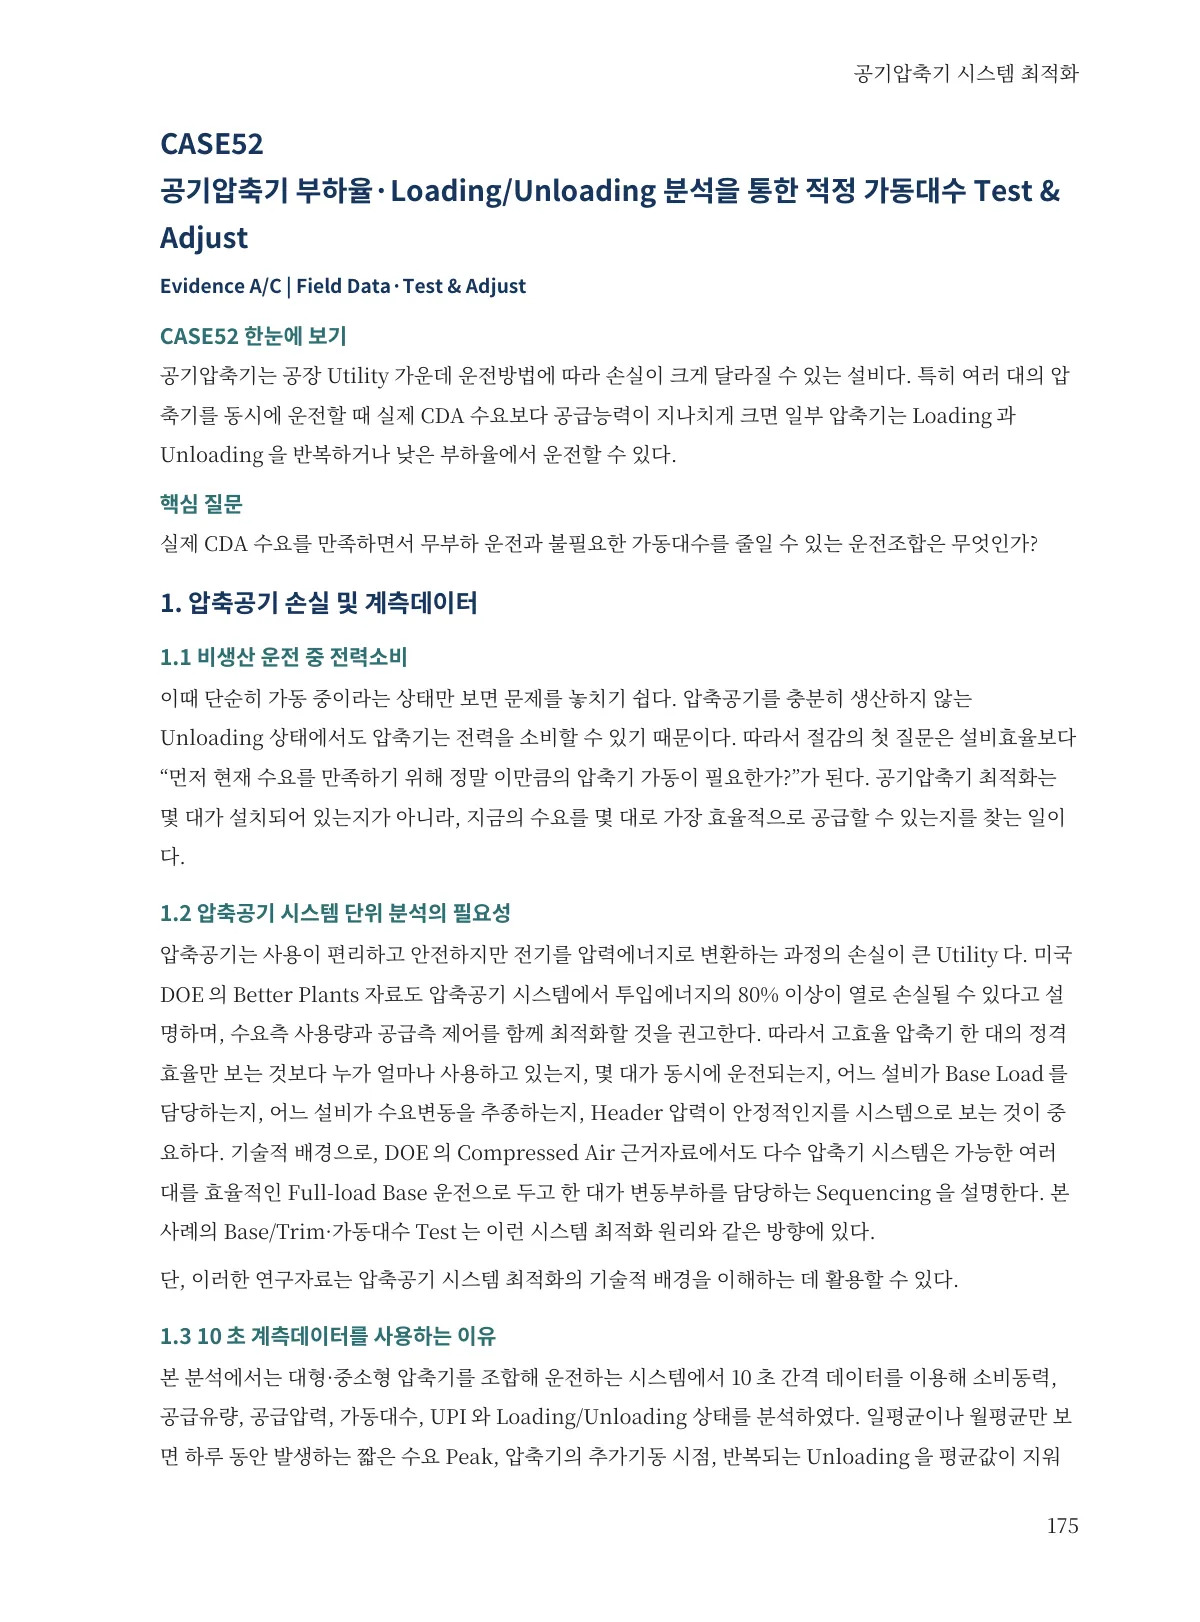 공기압축기 시스템 최적화
CASE52
공기압축기 부하율·Loading/Unloading 분석을 통한 적정 가동대수 Test &
Adjust
Evidence A/C | Field Data·Test & Adjust
CASE52 한눈에 보기
공기압축기는 공장 Utility 가운데 운전방법에 따라 손실이 크게 달라질 수 있는 설비다. 특히 여러 대의 압
축기를 동시에 운전할 때 실제 CDA 수요보다 공급능력이 지나치게 크면 일부 압축기는 Loading 과
Unloading 을 반복하거나 낮은 부하율에서 운전할 수 있다.
핵심 질문
실제 CDA 수요를 만족하면서 무부하 운전과 불필요한 가동대수를 줄일 수 있는 운전조합은 무엇인가?
1. 압축공기 손실 및 계측데이터
1.1 비생산 운전 중 전력소비
이때 단순히 가동 중이라는 상태만 보면 문제를 놓치기 쉽다. 압축공기를 충분히 생산하지 않는
Unloading 상태에서도 압축기는 전력을 소비할 수 있기 때문이다. 따라서 절감의 첫 질문은 설비효율보다
“먼저 현재 수요를 만족하기 위해 정말 이만큼의 압축기 가동이 필요한가?”가 된다. 공기압축기 최적화는
몇 대가 설치되어 있는지가 아니라, 지금의 수요를 몇 대로 가장 효율적으로 공급할 수 있는지를 찾는 일이
다.
1.2 압축공기 시스템 단위 분석의 필요성
압축공기는 사용이 편리하고 안전하지만 전기를 압력에너지로 변환하는 과정의 손실이 큰 Utility 다. 미국
DOE 의 Better Plants 자료도 압축공기 시스템에서 투입에너지의 80% 이상이 열로 손실될 수 있다고 설
명하며, 수요측 사용량과 공급측 제어를 함께 최적화할 것을 권고한다. 따라서 고효율 압축기 한 대의 정격
효율만 보는 것보다 누가 얼마나 사용하고 있는지, 몇 대가 동시에 운전되는지, 어느 설비가 Base Load 를
담당하는지, 어느 설비가 수요변동을 추종하는지, Header 압력이 안정적인지를 시스템으로 보는 것이 중
요하다. 기술적 배경으로, DOE 의 Compressed Air 근거자료에서도 다수 압축기 시스템은 가능한 여러
대를 효율적인 Full-load Base 운전으로 두고 한 대가 변동부하를 담당하는 Sequencing 을 설명한다. 본
사례의 Base/Trim·가동대수 Test 는 이런 시스템 최적화 원리와 같은 방향에 있다.
단, 이러한 연구자료는 압축공기 시스템 최적화의 기술적 배경을 이해하는 데 활용할 수 있다.
1.3 10 초 계측데이터를 사용하는 이유
본 분석에서는 대형·중소형 압축기를 조합해 운전하는 시스템에서 10 초 간격 데이터를 이용해 소비동력,
공급유량, 공급압력, 가동대수, UPI 와 Loading/Unloading 상태를 분석하였다. 일평균이나 월평균만 보
면 하루 동안 발생하는 짧은 수요 Peak, 압축기의 추가기동 시점, 반복되는 Unloading 을 평균값이 지워
175